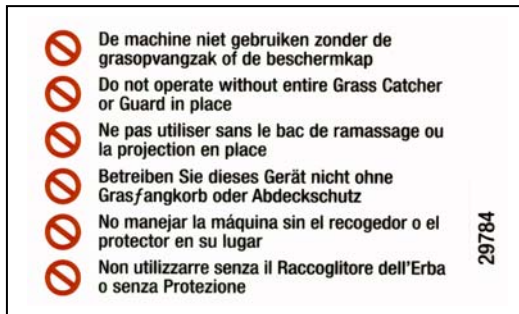 De machine niet gebruiken zonder de
grasopvangzak of de beschermkap
Do not operate without entire Grass Catcher
or Guard in place
Ne pas utiliser sans le bac de ramassage ou
la projection en place
Betreiben Sie dieses Gerät nicht ohne
Grasƒangkorb oder Abdeckschutz
No manejar la máquina sin el recogedor o el
protector en su lugar
Non utilizzarre senza il Raccoglitore dell'Erba
o senza Protezione
29784